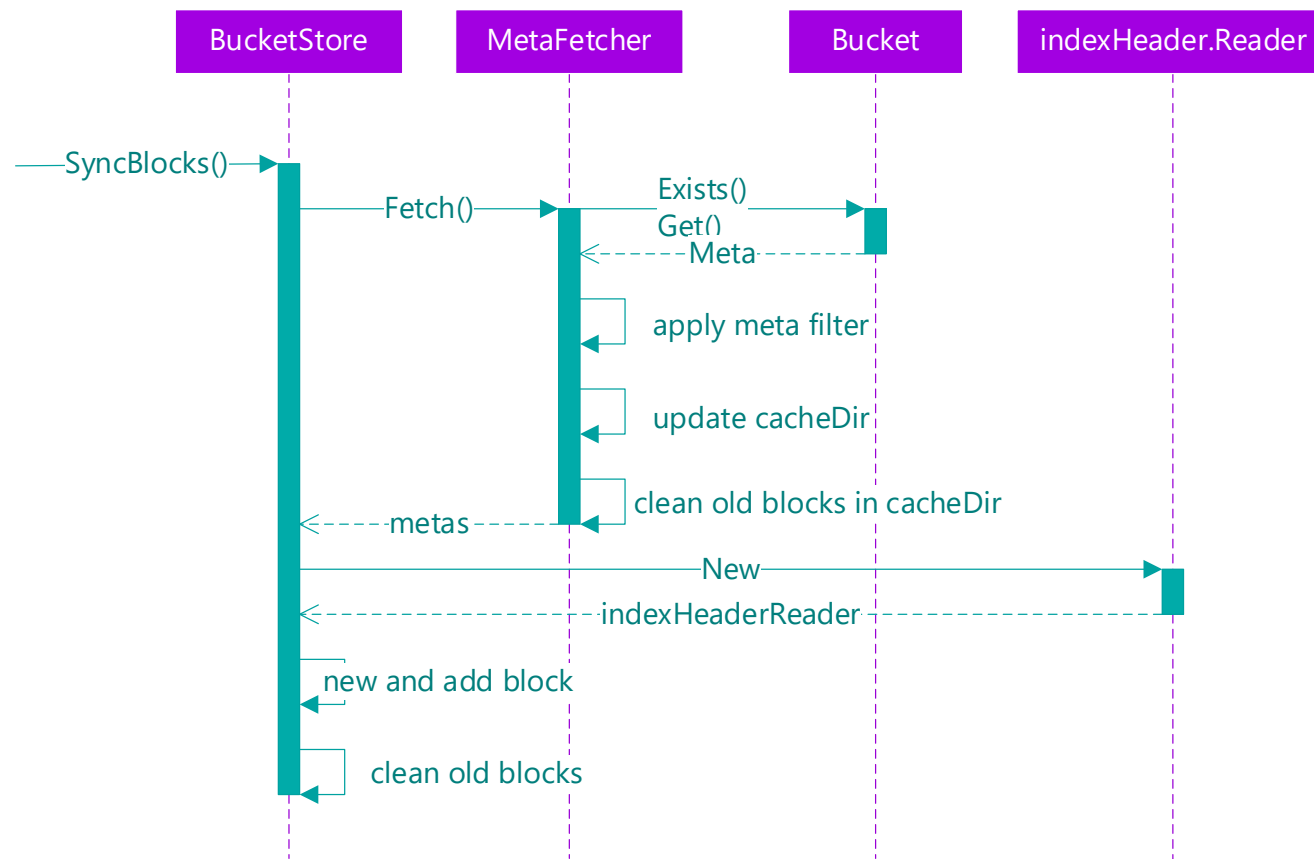 BucketStore
MetaFetcher
Bucket
indexHeader.Reader
SyncBlocks()
Fetch()
Exists()
Get()
Meta
apply meta filter
update cacheDir
clean old blocks in cacheDir
metas
New
indexHeaderReader
new and add block
clean old blocks